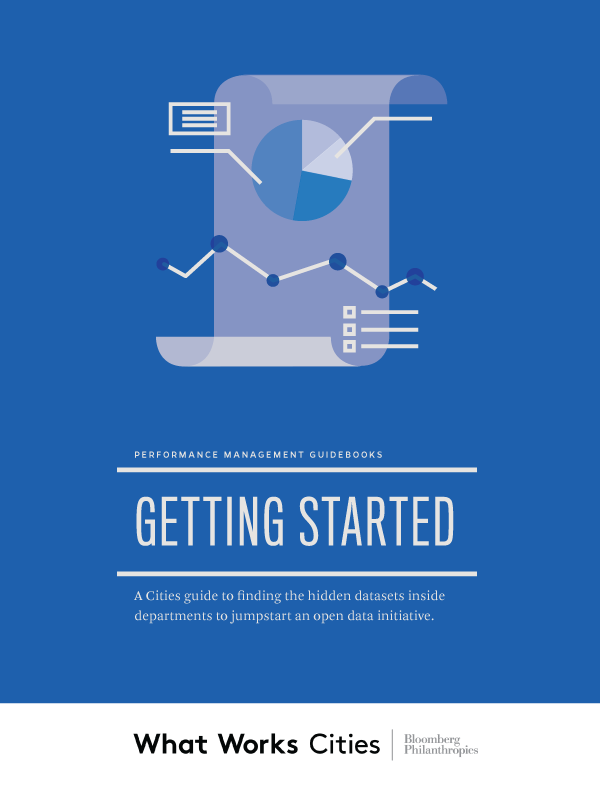 PERFORMANCE MANAGEMENT GUIDEBOOKS
GETTING STARTED
A Cities guide to finding the hidden datasets inside
departments to jumpstart an open data initiative.
What Works Cities
Bloomberg
Philanthropics